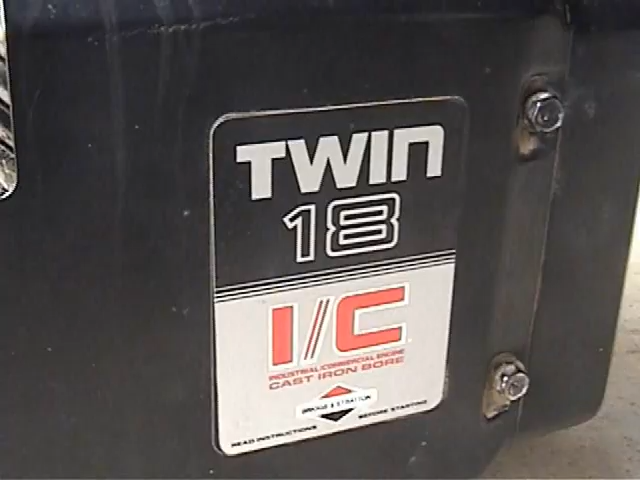 TWIN
18
I/C
INDUSTRIAL/COMMERCIAL ENGINE
CAST IRON BORE
BRIGGS & STRATTON
READ INSTRUCTIONS BEFORE STARTING